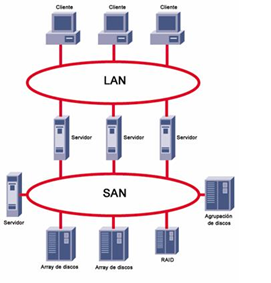 Cliente
Cliente
Cliente
LAN
Servidor
Servidor
Servidor
SAN
Servidor
Agrupación
de discos
Array de discos
Array de discos
RAID